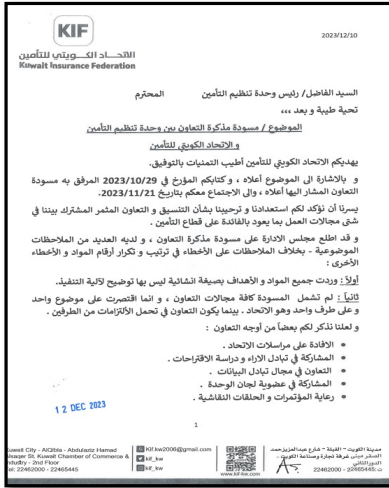 KIF
الاتحـــاد الكـــويتي للتأمين
Kuwait Insurance Federation
2023/12/10
السيد الفاضل/ رئيس وحدة تنظيم التأمين المحترم
تحية طيبة و بعد ،،،
الموضوع / مسودة مذكرة التعاون بين وحدة تنظيم التأمين
و الاتحاد الكويتي للتأمين
يهديكم الاتحاد الكويتي للتأمين أطيب التمنيات بالتوفيق.
و بالاشارة الى الموضوع أعلاه ، و كتابكم المؤرخ في 2023/10/29 المرفق به مسودة
التعاون المشار اليها أعلاه ، والى الاجتماع معكم بتاريخ 2023/11/21.
يسرنا أن نؤكد لكم استعدادنا و ترحيبنا بشأن التنسيق و التعاون المثمر المشترك بيننا في
شتى مجالات العمل بما يعود بالفائدة على قطاع التأمين .
و قد اطلع مجلس الادارة على مسودة مذكرة التعاون ، و لديه العديد من الملاحظات
الموضوعية - بخلاف الملاحظات على الأخطاء في ترتيب و تكرار أرقام المواد و الأخطاء
الأخرى :
أولاً : وردت جميع المواد و الأهداف بصيغة انشائية ليس بها توضيح لآلية التنفيذ.
ثانياً : لم تشمل المسودة كافة مجالات التعاون ، و انما اقتصرت على موضوع واحد
و على طرف واحد وهو الاتحاد . بينما يكون التعاون في تحمل الألتزامات من الطرفين .
و لعلنا نذكر لكم بعضاً من أوجه التعاون :
• الافادة على مراسلات الاتحاد .
• المشاركة في تبادل الاراء و دراسة الاقتراحات .
• التعاون في مجال تبادل البيانات .
• المشاركة في عضوية لجان الوحدة .
• رعاية المؤتمرات و الحلقات النقاشية .
12 DEC 2023
1
Kuwait City - AlQibla - Abdulaziz Hamad
Alsaqer St. Kuwait Chamber of Commerce &
Industry - 2nd Floor
Tel: 22462000 - 22465445
Kif.kw2006@gmail.com
kif_kw
kif_kw
www.kif-kw.com
مدينة الكويت - القبلة - شارع عبدالعزيز حمد
الصقر مبنى غرفة تجارة وصناعة الكويت -
الدور الثاني
ت: 22465445 - 22462000